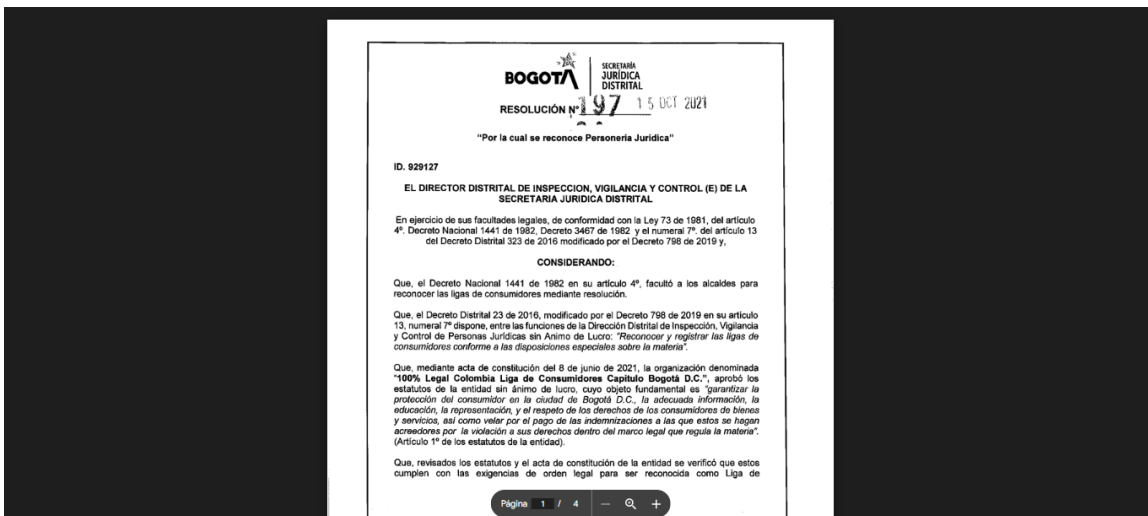 BOGOTÁ
SECRETARÍA
JURÍDICA
DISTRITAL
RESOLUCIÓN Nº 197 15 OCT 2021
"Por la cual se reconoce Personería Jurídica"
ID. 929127
EL DIRECTOR DISTRITAL DE INSPECCION, VIGILANCIA Y CONTROL (E) DE LA
SECRETARIA JURIDICA DISTRITAL
En ejercicio de sus facultades legales, de conformidad con la Ley 73 de 1981, del artículo
4º. Decreto Nacional 1441 de 1982, Decreto 3467 de 1982 y el numeral 7º. del artículo 13
del Decreto Distrital 323 de 2016 modificado por el Decreto 798 de 2019 y,
CONSIDERANDO:
Que, el Decreto Nacional 1441 de 1982 en su artículo 4º, facultó a los alcaldes para
reconocer las ligas de consumidores mediante resolución.
Que, el Decreto Distrital 23 de 2016, modificado por el Decreto 798 de 2019 en su artículo
13, numeral 7º dispone, entre las funciones de la Dirección Distrital de Inspección, Vigilancia
y Control de Personas Jurídicas sin Animo de Lucro: "Reconocer y registrar las ligas de
consumidores conforme a las disposiciones especiales sobre la materia".
Que, mediante acta de constitución del 8 de junio de 2021, la organización denominada
"100% Legal Colombia Liga de Consumidores Capitulo Bogotá D.C.", aprobó los
estatutos de la entidad sin ánimo de lucro, cuyo objeto fundamental es "garantizar la
protección del consumidor en la ciudad de Bogotá D.C., la adecuada información, la
educación, la representación, y el respeto de los derechos de los consumidores de bienes
y servicios, así como velar por el pago de las indemnizaciones a las que estos se hagan
acreedores por la violación a sus derechos dentro del marco legal que regula la materia".
(Artículo 1º de los estatutos de la entidad).
Que, revisados los estatutos y el acta de constitución de la entidad se verificó que estos
cumplen con las exigencias de orden legal para ser reconocida como Liga de
Página 1 / 4